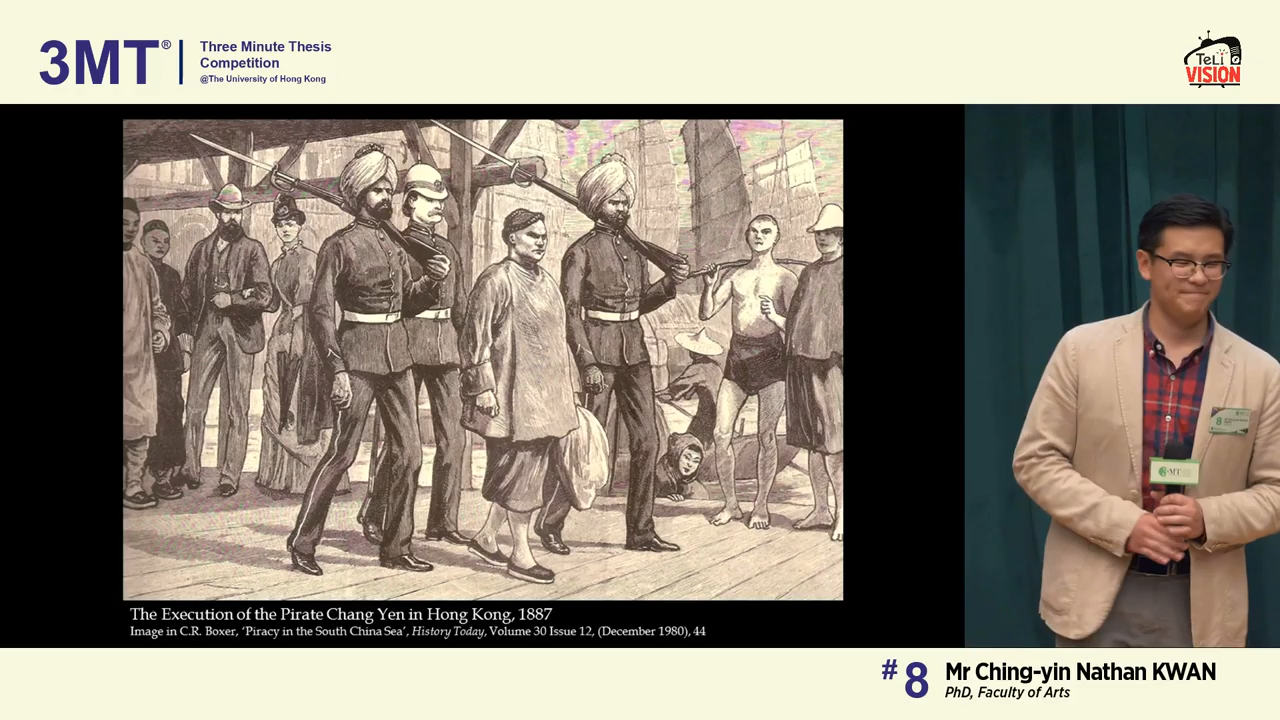 3MT®
Three Minute Thesis
Competition
@The University of Hong Kong
TeLi
VISION
The Execution of the Pirate Chang Yen in Hong Kong, 1887
Image in C.R. Boxer, 'Piracy in the South China Sea', History Today, Volume 30 Issue 12, (December 1980), 44
8
MT
#8
Mr Ching-yin Nathan KWAN
PhD, Faculty of Arts